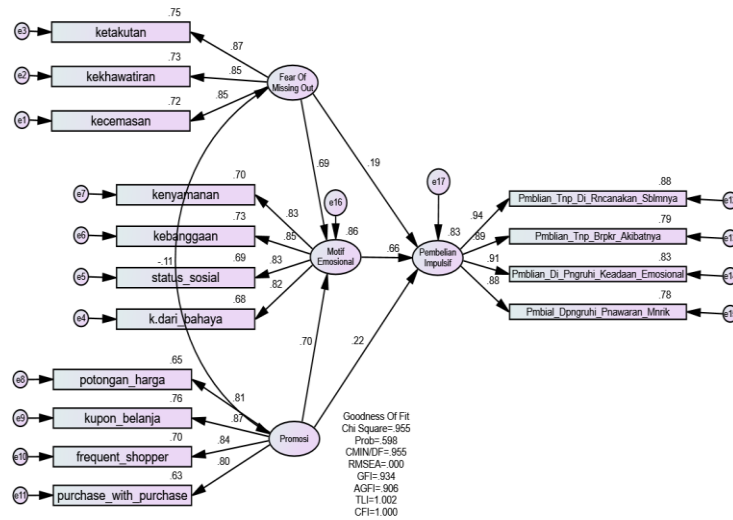 .75
e3
ketakutan
.87
.73
e2
kekhawatiran
.85
Fear Of
Missing Out
.72
e1
kecemasan
.85
.69
.19
.70
e7
kenyamanan
.83
e16
e17
.73
e6
kebanggaan
.85
.86
Motif
Emosional
.66
.83
Pembelian
Impulsif
.69
e5
status_sosial
.83
-.11
.68
e4
k.dari_bahaya
.82
.88
Pmblian_Tnp_Di_Rncanakan_Sblmnya
.94
.79
Pmblian_Tnp_Brpkr_Akibatnya
.89
.83
Pmblian_Di_Pngruhi_Keadaan_Emosional
.91
.78
Pmbial_Dpngruhi_Pnawaran_Mnrik
.88
.70
.22
.65
e8
potongan_harga
.81
.76
e9
kupon_belanja
.87
Promosi
.70
e10
frequent_shopper
.84
.63
e11
purchase_with_purchase
.80
Goodness Of Fit
Chi Square=.955
Prob=.598
CMIN/DF=.955
RMSEA=.000
GFI=.934
AGFI=.906
TLI=1.002
CFI=1.000